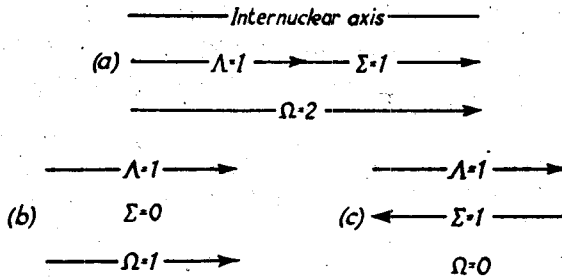 Internuclear axis
(a) Λ=1 Σ=1
Ω=2
Λ=1
(b) Σ=0
Ω=1
Λ=1
(c) Σ=1
Ω=0